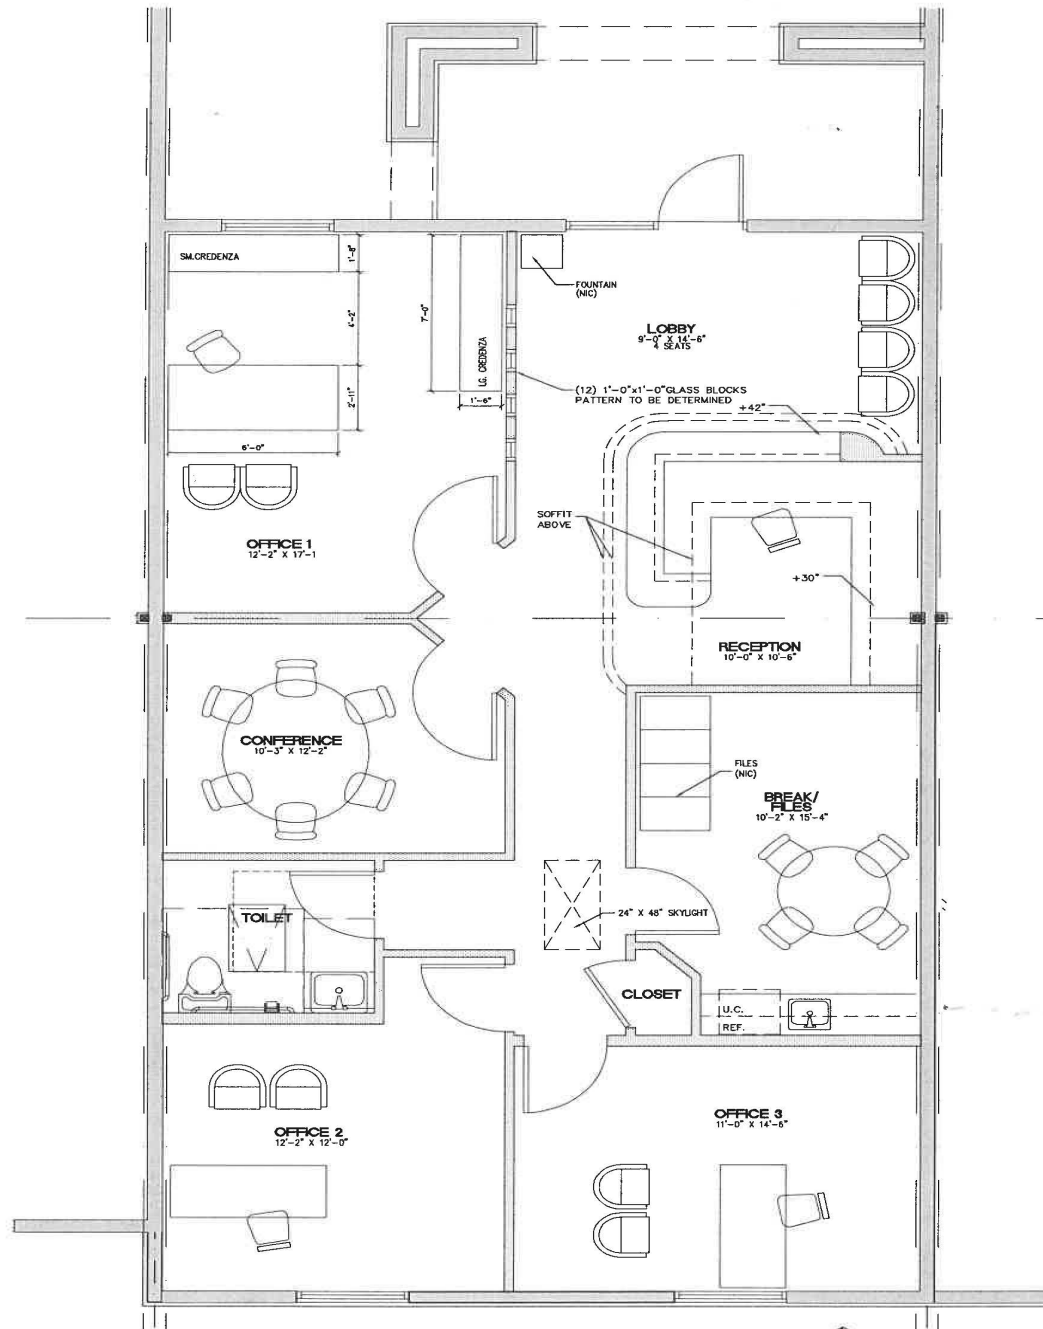 SM.CREDENZA
1'-8"
4'-2"
2'-11"
6'-0"
7'-0"
LG. CREDENZA
1'-6"
FOUNTAIN
(NIC)
LOBBY
9'-0" X 14'-6"
4 SEATS
(12) 1'-0"x1'-0"GLASS BLOCKS
PATTERN TO BE DETERMINED
+42"
SOFFIT
ABOVE
OFFICE 1
12'-2" X 17'-1
+30"
RECEPTION
10'-0" X 10'-6"
CONFERENCE
10'-3" X 12'-2"
FILES
(NIC)
BREAK/
FILES
10'-2" X 15'-4"
TOILET
24" X 48" SKYLIGHT
CLOSET
U.C.
REF.
OFFICE 2
12'-2" X 12'-0"
OFFICE 3
11'-0" X 14'-6"